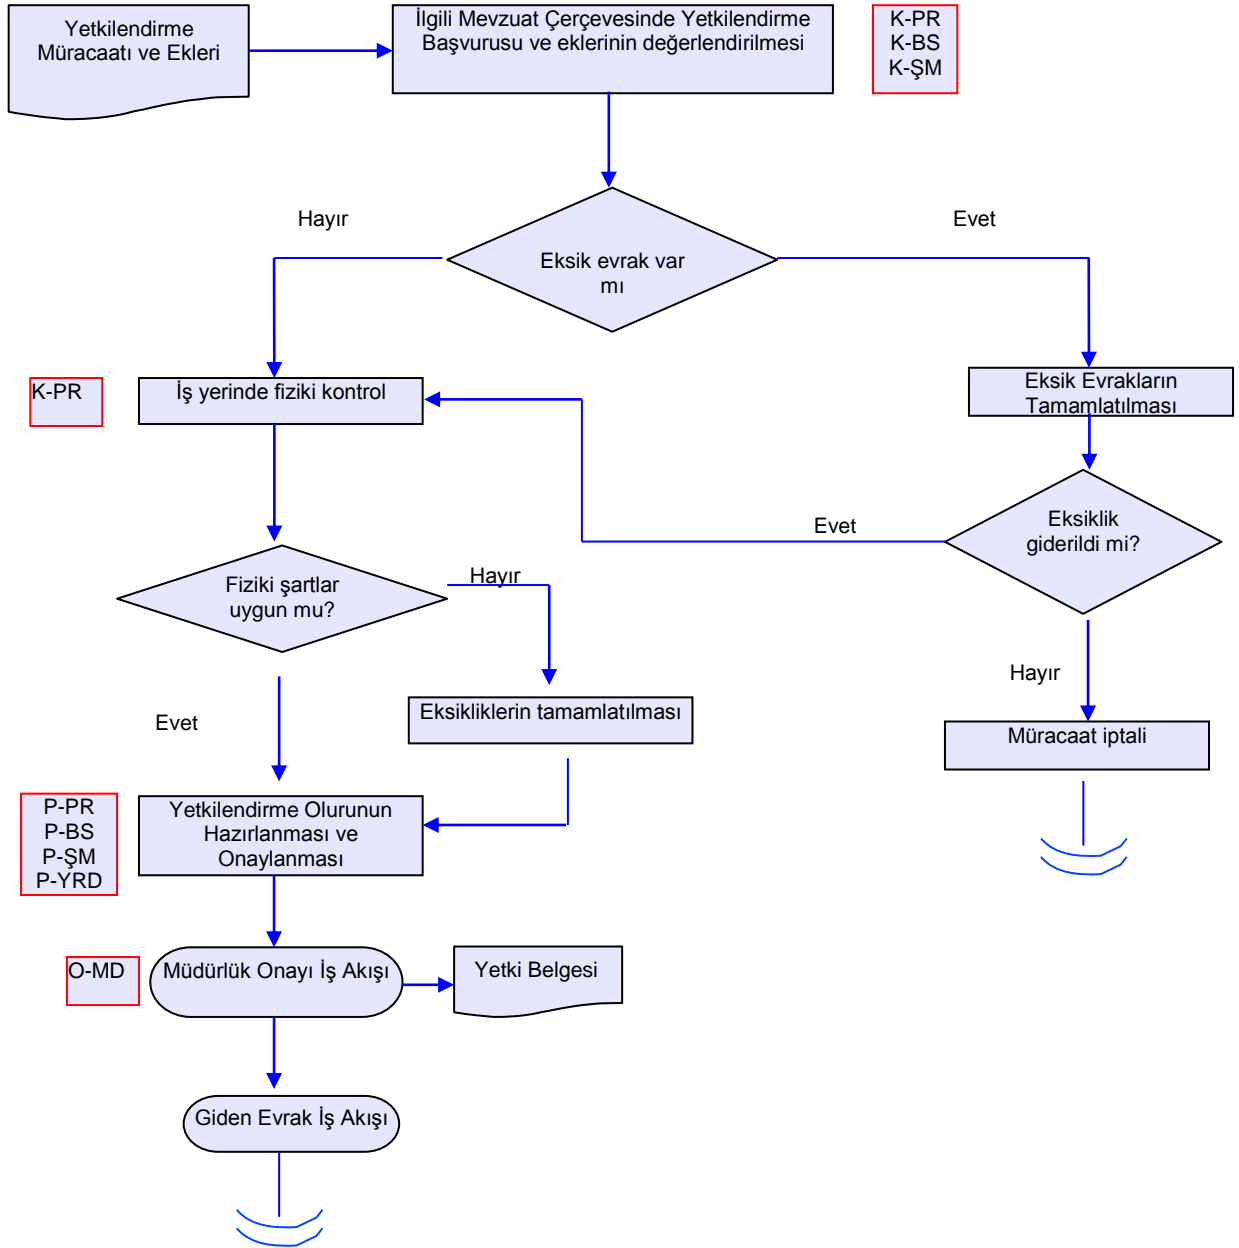 Yetkilendirme
Müracaatı ve Ekleri
İlgili Mevzuat Çerçevesinde Yetkilendirme
Başvurusu ve eklerinin değerlendirilmesi
K-PR
K-BS
K-ŞM
Hayır
Evet
Eksik evrak var
mı
K-PR
İş yerinde fiziki kontrol
Eksik Evrakların
Tamamlatılması
Evet
Eksiklik
giderildi mi?
Fiziki şartlar
uygun mu?
Hayır
Hayır
Evet
Eksikliklerin tamamlatılması
Müracaat iptali
P-PR
P-BS
P-ŞM
P-YRD
Yetkilendirme Olurunun
Hazırlanması ve
Onaylanması
O-MD
Müdürlük Onayı İş Akışı
Yetki Belgesi
Giden Evrak İş Akışı